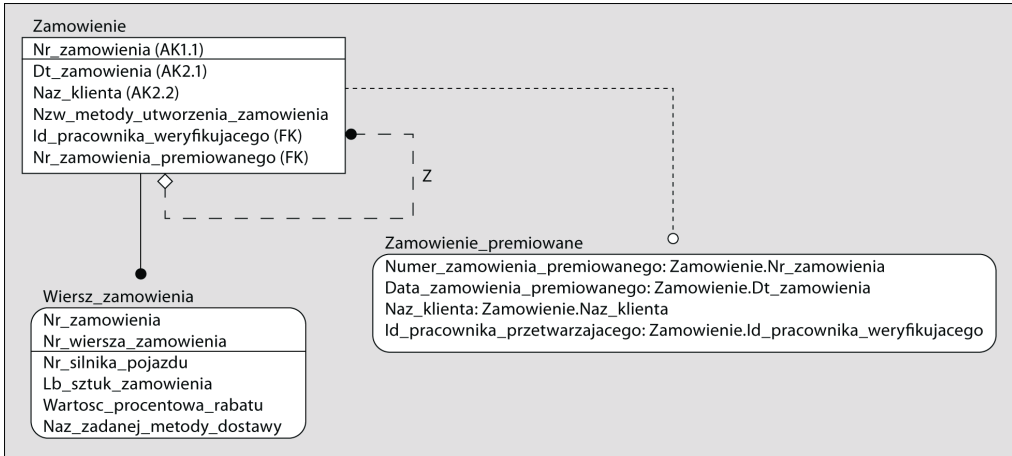 Zamowienie
Nr_zamowienia (AK1.1)
Dt_zamowienia (AK2.1)
Naz_klienta (AK2.2)
Nzw_metody_utworzenia_zamowienia
Id_pracownika_weryfikujacego (FK)
Nr_zamowienia_premiowanego (FK)
Z
Zamowienie_premiowane
Numer_zamowienia_premiowanego: Zamowienie.Nr_zamowienia
Data_zamowienia_premiowanego: Zamowienie.Dt_zamowienia
Naz_klienta: Zamowienie.Naz_klienta
Id_pracownika_przetwarzajacego: Zamowienie.Id_pracownika_weryfikujacego
Wiersz_zamowienia
Nr_zamowienia
Nr_wiersza_zamowienia
Nr_silnika_pojazdu
Lb_sztuk_zamowienia
Wartosc_procentowa_rabatu
Naz_zadanej_metody_dostawy